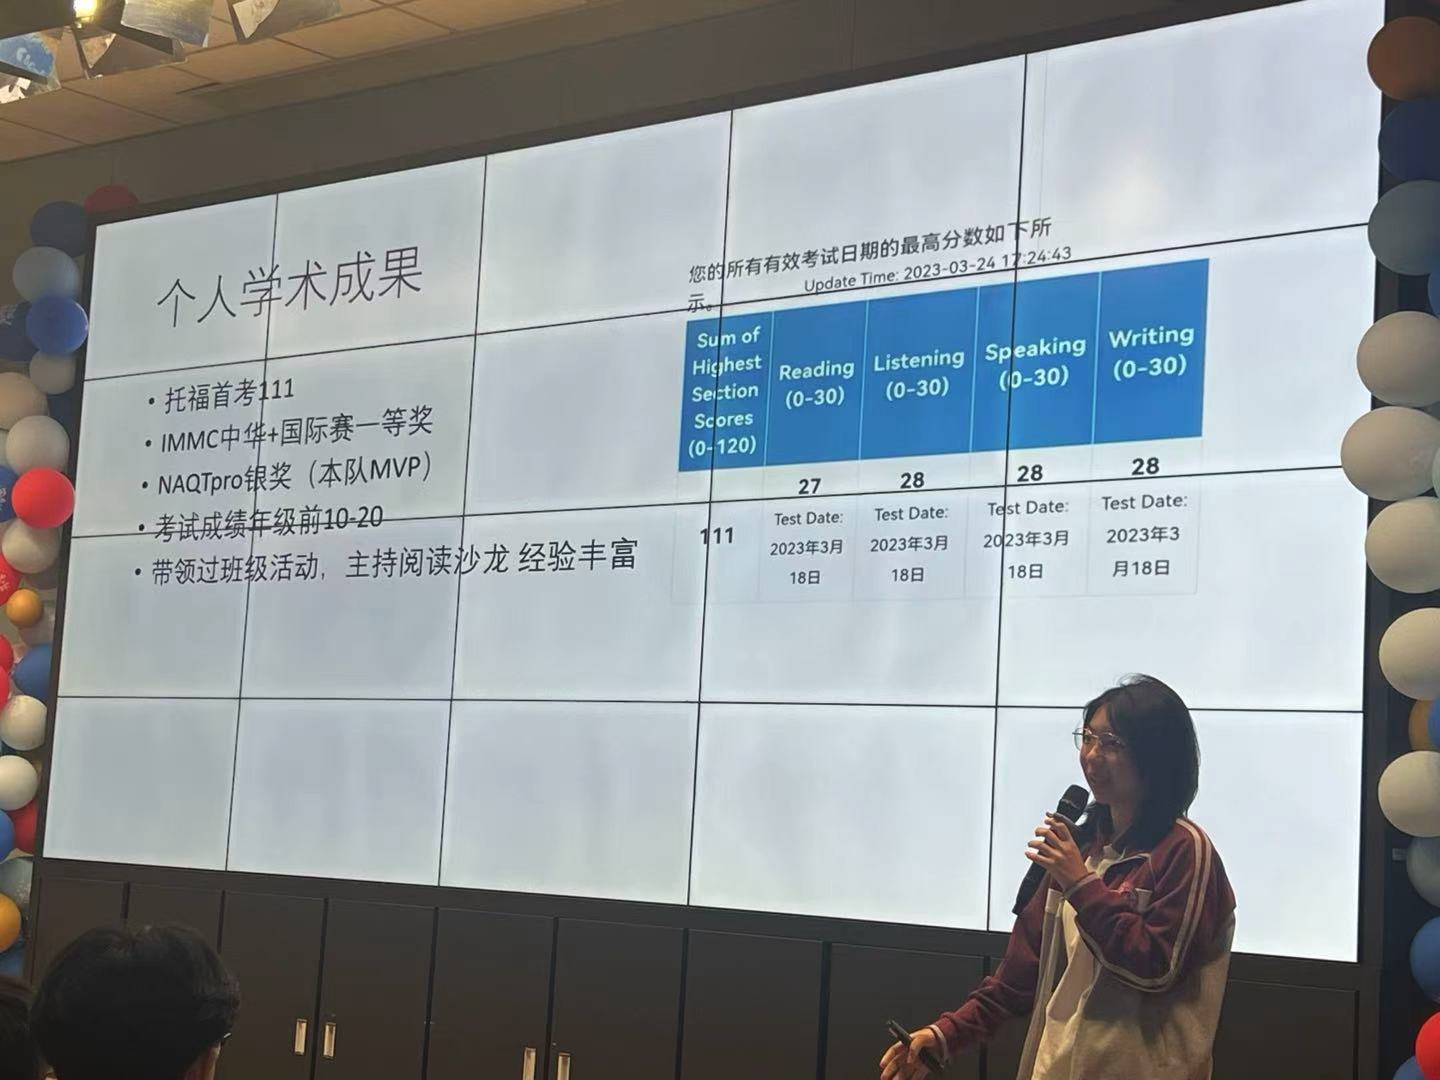 个人学术成果
• 托福首考111
• IMMC中华+国际赛一等奖
• NAQTpro银奖（本队MVP）
• 考试成绩年级前10-20
• 带领过班级活动，主持阅读沙龙 经验丰富
您的所有有效考试日期的最高分数如下所
示。
Update Time: 2023-03-24 17:24:43
Sum of
Highest
Section
Scores
(0-120)
Reading
(0-30)
Listening
(0-30)
Speaking
(0-30)
Writing
(0-30)
111
27
Test Date:
2023年3月
18日
28
Test Date:
2023年3月
18日
28
Test Date:
2023年3月
18日
28
Test Date:
2023年3
月18日